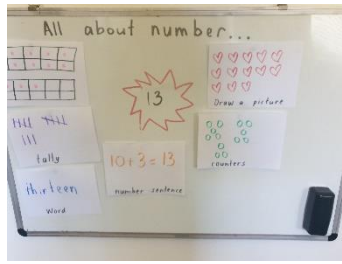 All about number...
13
Draw a picture
tally
10+3=13
number sentence
counters
thirteen
word